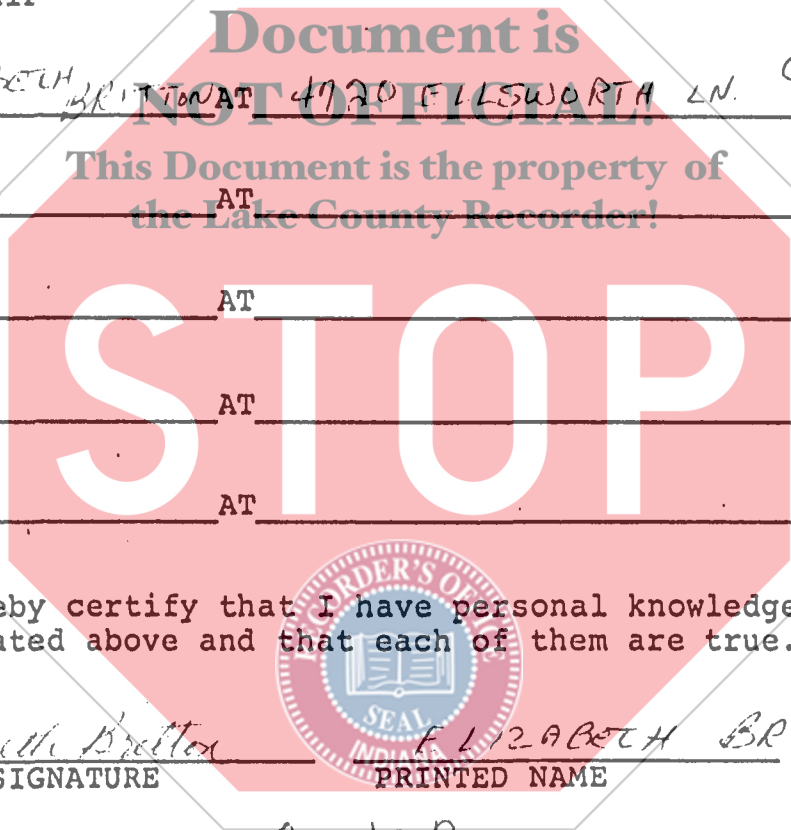 Document is
BRITTON AT 4720 ELLSWORTH LN.
NOT OFFICIAL!
This Document is the property of
the Lake County Recorder!
AT
AT
AT
AT
STOP
RECORDER'S OFFICE
eby certify that I have personal knowledge
ated above and that each of them are true.
SEAL
INDIANA
Britton ELIZABETH BR
SIGNATURE PRINTED NAME